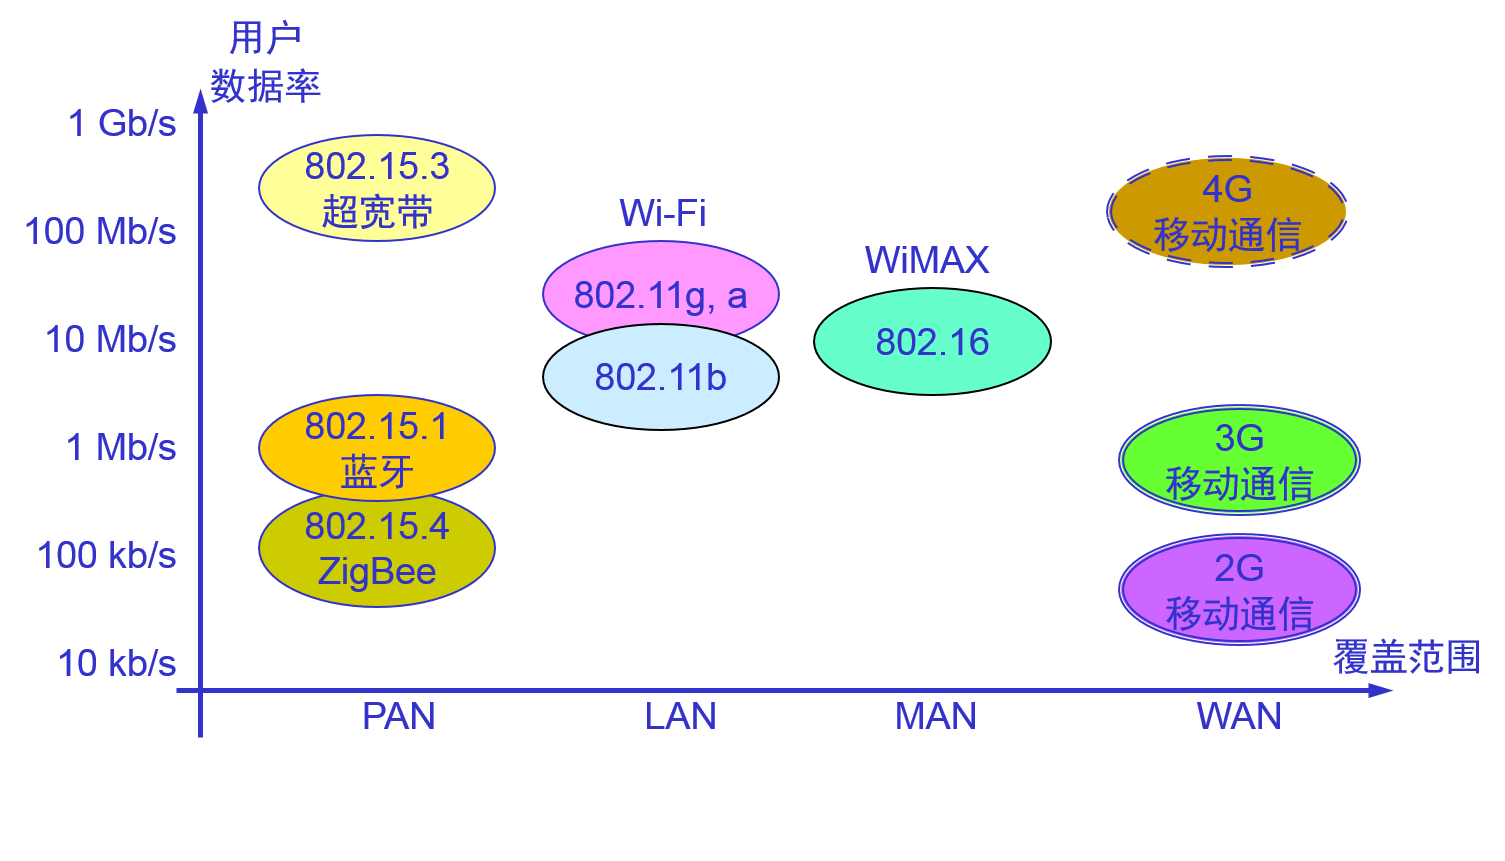 用户
数据率
1 Gb/s
100 Mb/s
10 Mb/s
1 Mb/s
100 kb/s
10 kb/s
802.15.3
超宽带
802.15.1
蓝牙
802.15.4
ZigBee
Wi-Fi
802.11g, a
802.11b
WiMAX
802.16
4G
移动通信
3G
移动通信
2G
移动通信
覆盖范围
PAN
LAN
MAN
WAN